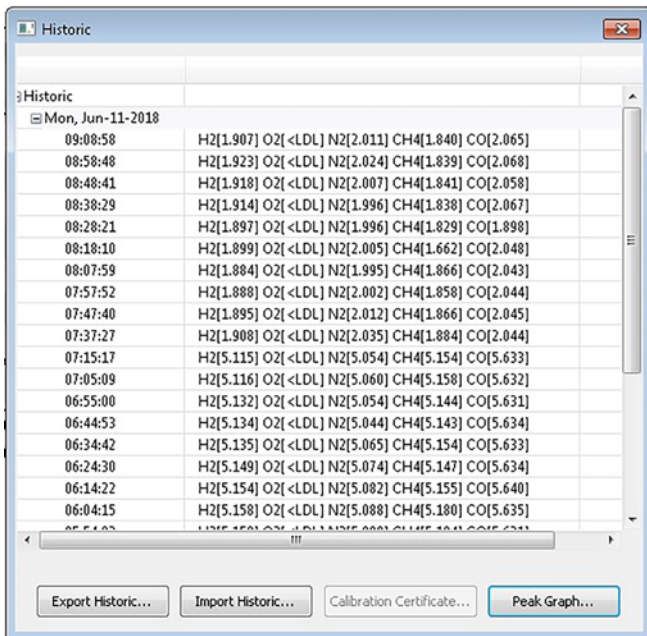 Historic
Historic
Mon, Jun-11-2018
09:08:58 H2[1.907] O2[ <LDL] N2[2.011] CH4[1.840] CO[2.065]
08:58:48 H2[1.923] O2[ <LDL] N2[2.024] CH4[1.839] CO[2.068]
08:48:41 H2[1.918] O2[ <LDL] N2[2.007] CH4[1.841] CO[2.058]
08:38:29 H2[1.914] O2[ <LDL] N2[1.996] CH4[1.838] CO[2.067]
08:28:21 H2[1.897] O2[ <LDL] N2[1.996] CH4[1.829] CO[1.898]
08:18:10 H2[1.899] O2[ <LDL] N2[2.005] CH4[1.662] CO[2.048]
08:07:59 H2[1.884] O2[ <LDL] N2[1.995] CH4[1.866] CO[2.043]
07:57:52 H2[1.888] O2[ <LDL] N2[2.002] CH4[1.858] CO[2.044]
07:47:40 H2[1.895] O2[ <LDL] N2[2.012] CH4[1.866] CO[2.045]
07:37:27 H2[1.908] O2[ <LDL] N2[2.035] CH4[1.884] CO[2.044]
07:15:17 H2[5.115] O2[ <LDL] N2[5.054] CH4[5.154] CO[5.633]
07:05:09 H2[5.116] O2[ <LDL] N2[5.060] CH4[5.158] CO[5.632]
06:55:00 H2[5.132] O2[ <LDL] N2[5.054] CH4[5.144] CO[5.631]
06:44:53 H2[5.134] O2[ <LDL] N2[5.044] CH4[5.143] CO[5.634]
06:34:42 H2[5.135] O2[ <LDL] N2[5.065] CH4[5.154] CO[5.633]
06:24:30 H2[5.149] O2[ <LDL] N2[5.074] CH4[5.147] CO[5.634]
06:14:22 H2[5.154] O2[ <LDL] N2[5.082] CH4[5.155] CO[5.640]
06:04:15 H2[5.158] O2[ <LDL] N2[5.088] CH4[5.180] CO[5.635]
Export Historic... Import Historic... Calibration Certificate... Peak Graph...